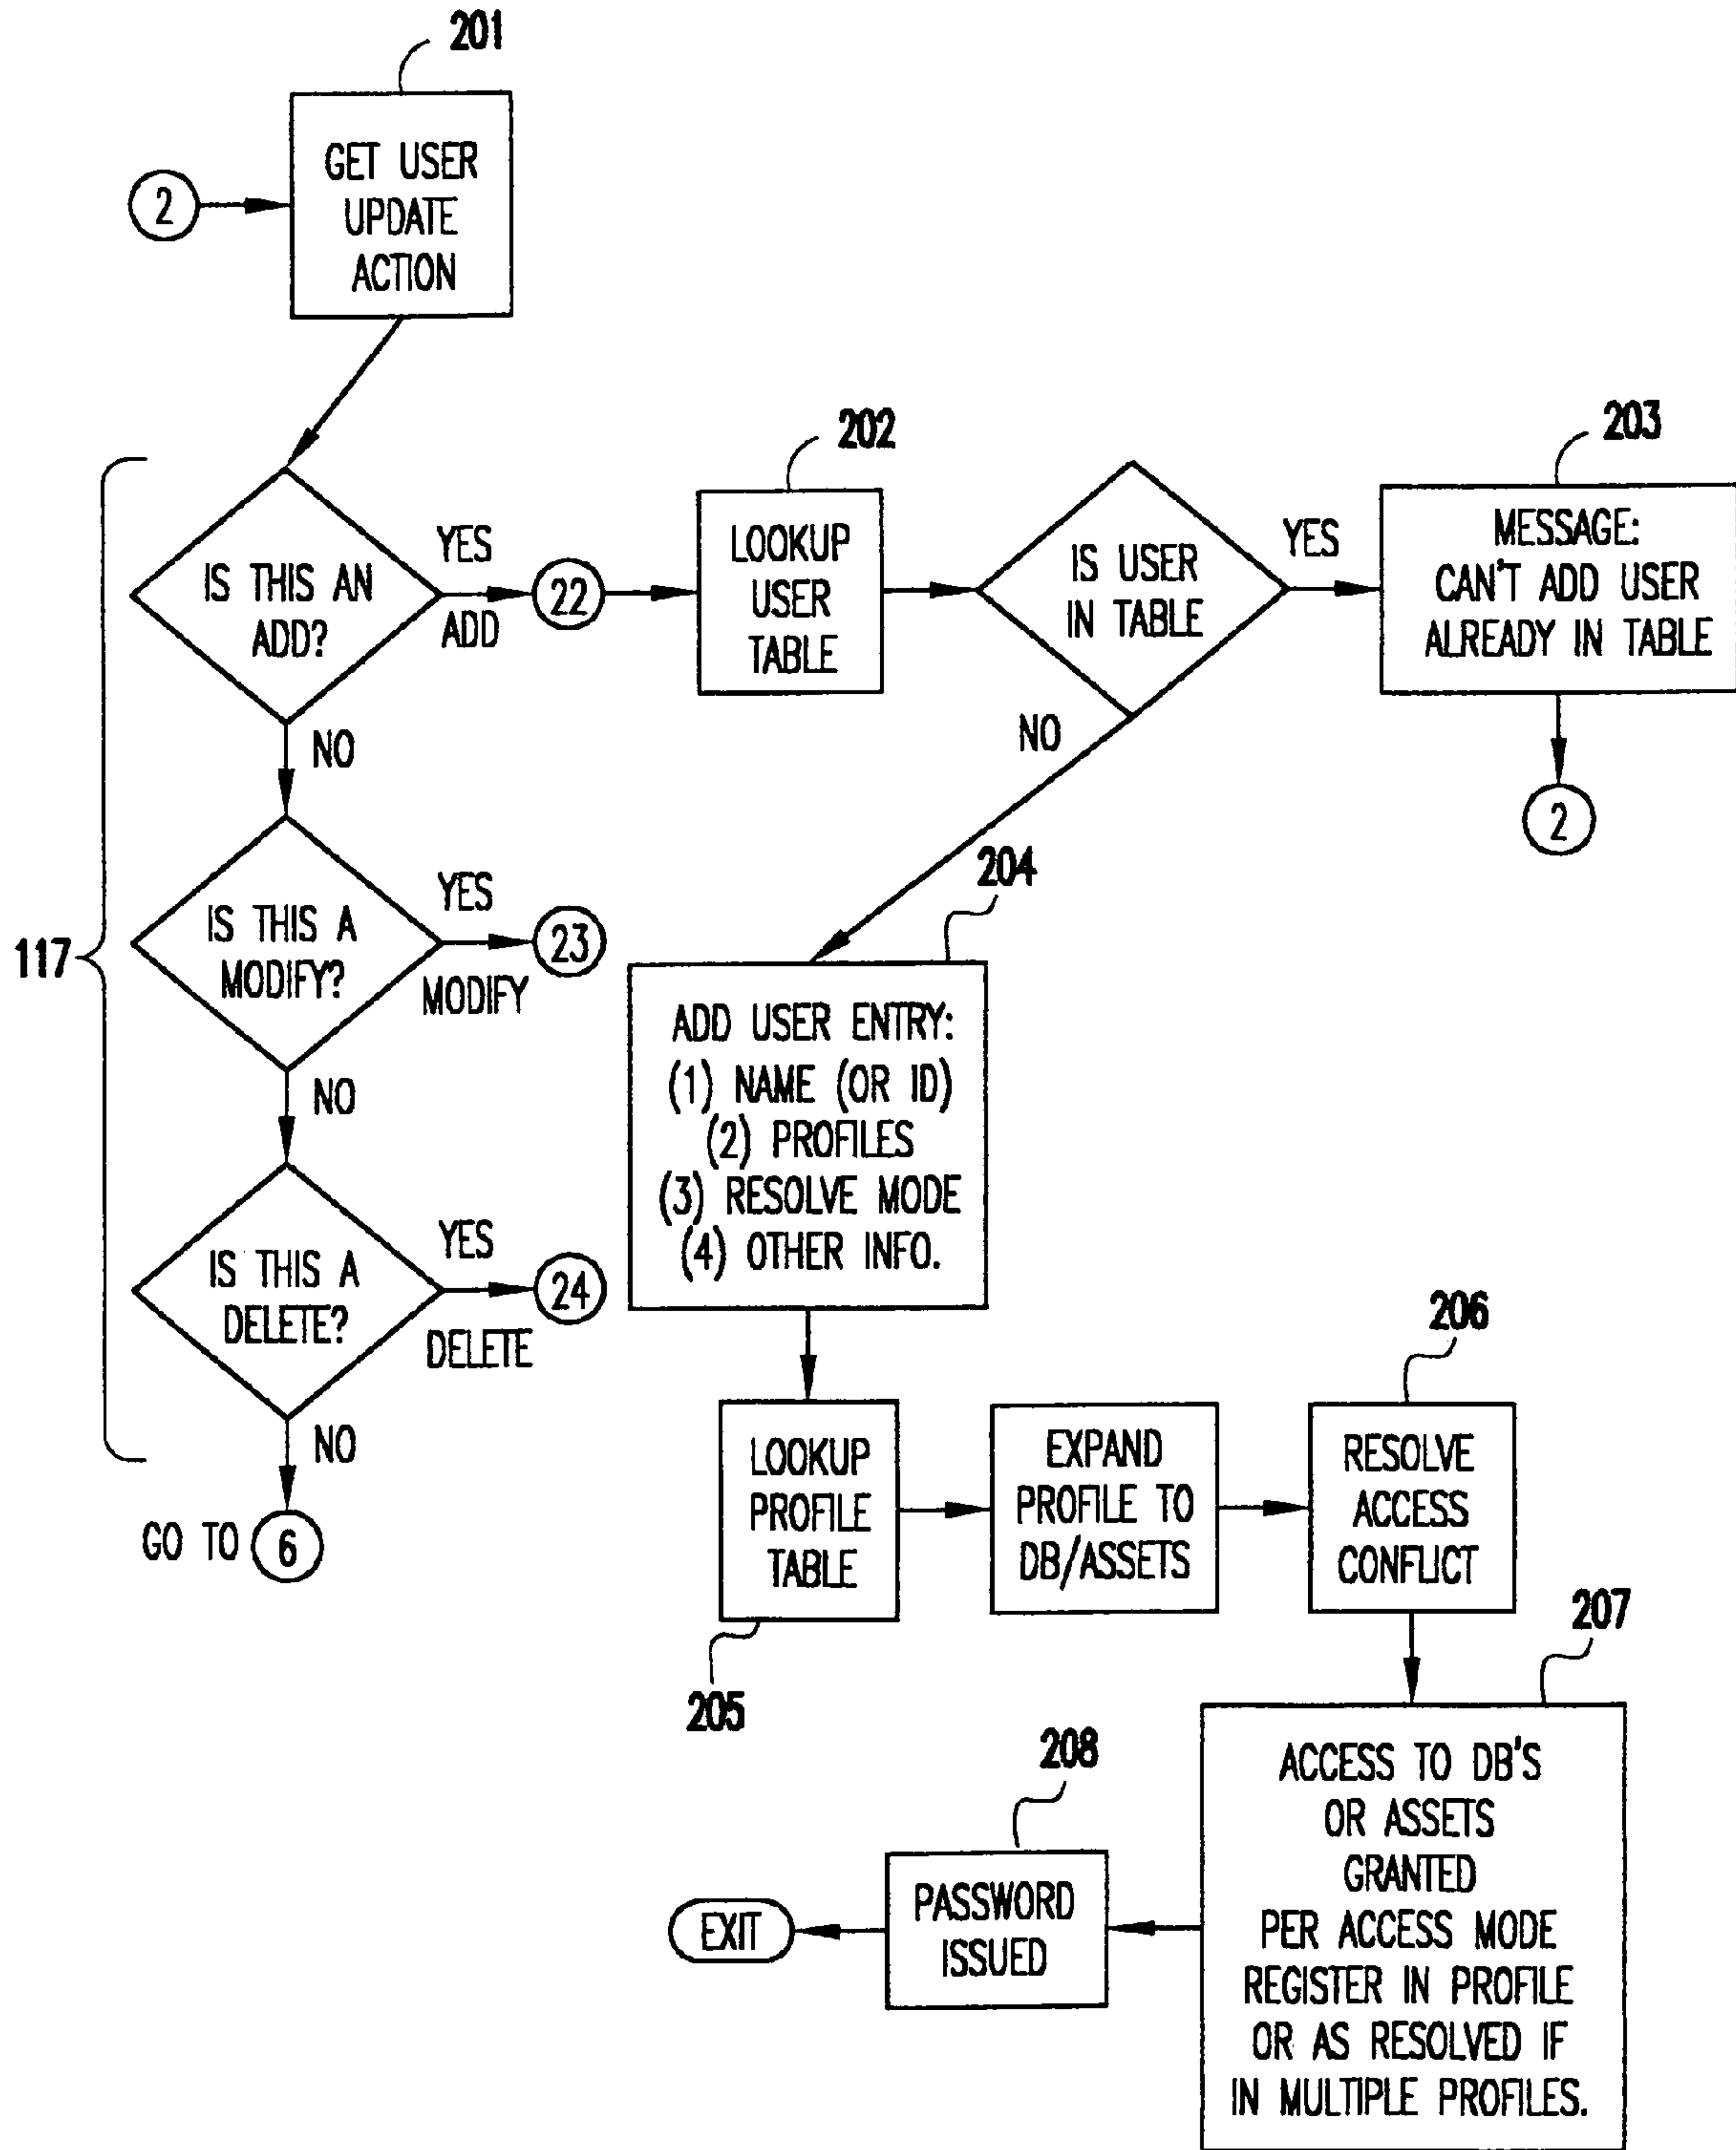 201
GET USER
UPDATE
ACTION
2
117
IS THIS AN
ADD?
YES
ADD
22
202
LOOKUP
USER
TABLE
IS USER
IN TABLE
YES
203
MESSAGE:
CAN'T ADD USER
ALREADY IN TABLE
2
NO
NO
IS THIS A
MODIFY?
YES
MODIFY
23
NO
IS THIS A
DELETE?
YES
DELETE
24
NO
GO TO 6
204
ADD USER ENTRY:
(1) NAME (OR ID)
(2) PROFILES
(3) RESOLVE MODE
(4) OTHER INFO.
LOOKUP
PROFILE
TABLE
205
EXPAND
PROFILE TO
DB/ASSETS
206
RESOLVE
ACCESS
CONFLICT
207
ACCESS TO DB'S
OR ASSETS
GRANTED
PER ACCESS MODE
REGISTER IN PROFILE
OR AS RESOLVED IF
IN MULTIPLE PROFILES.
208
PASSWORD
ISSUED
EXIT